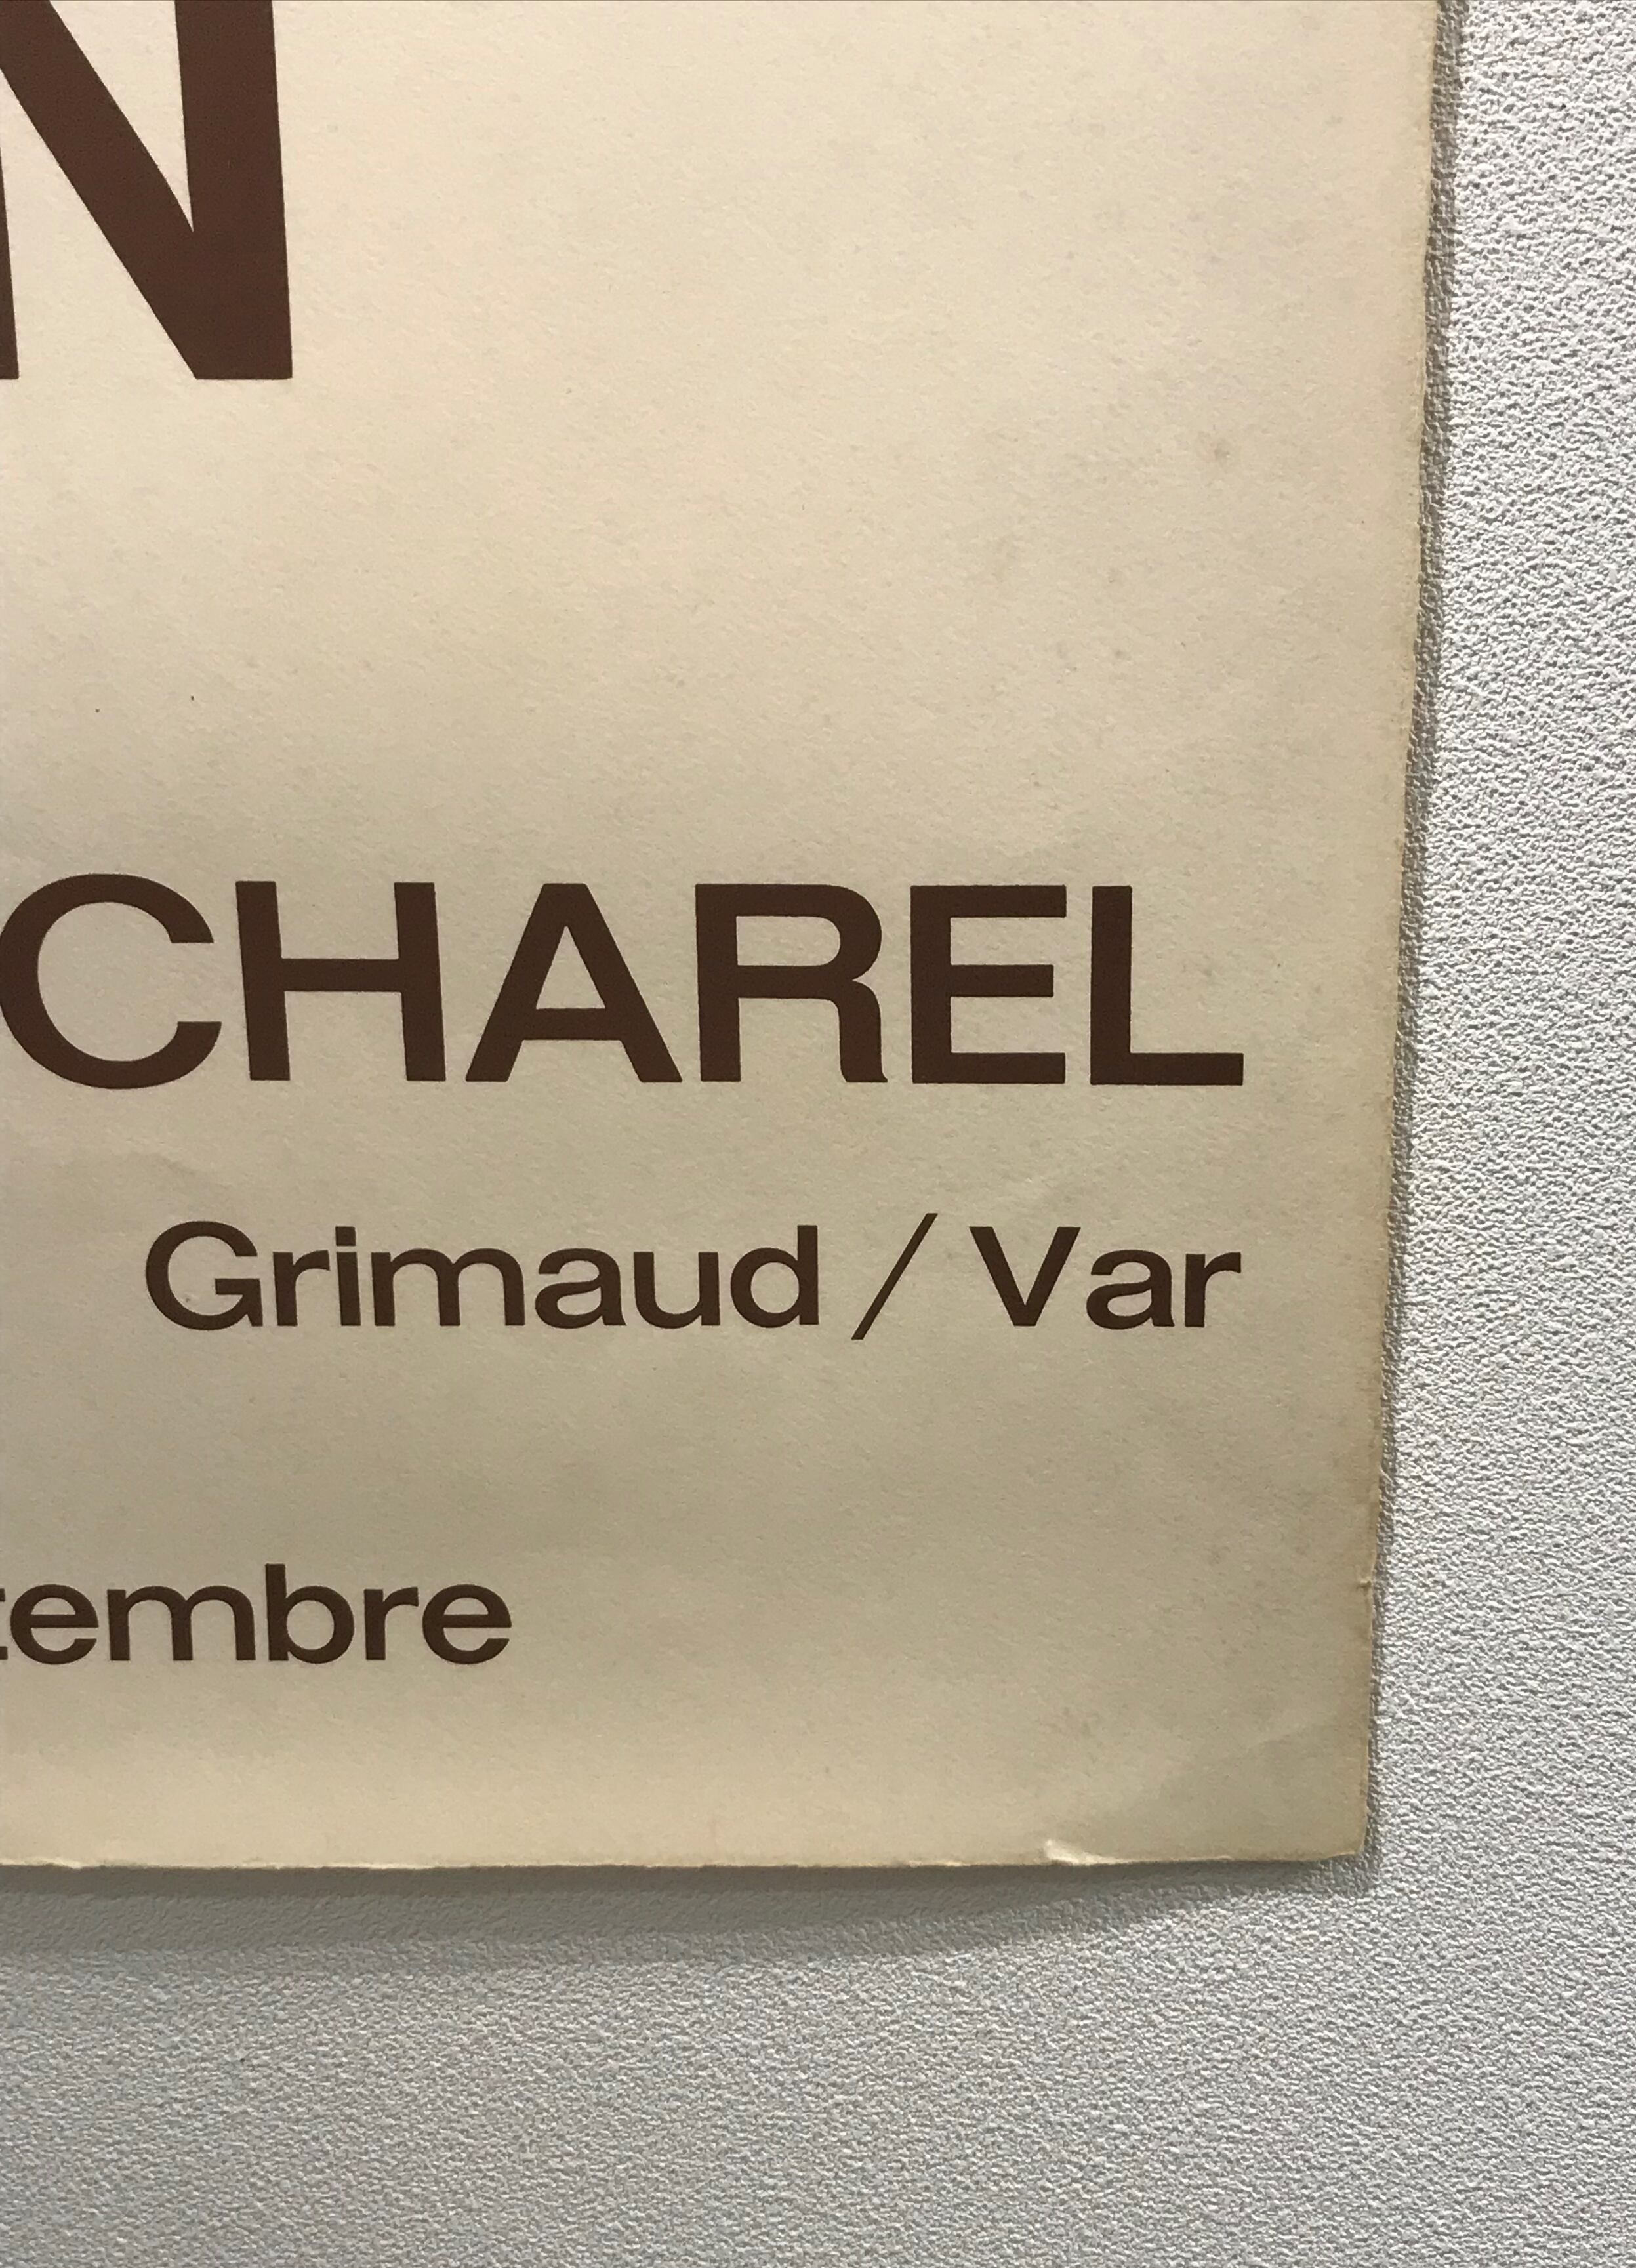 N
CHAREL
Grimaud / Var
tembre